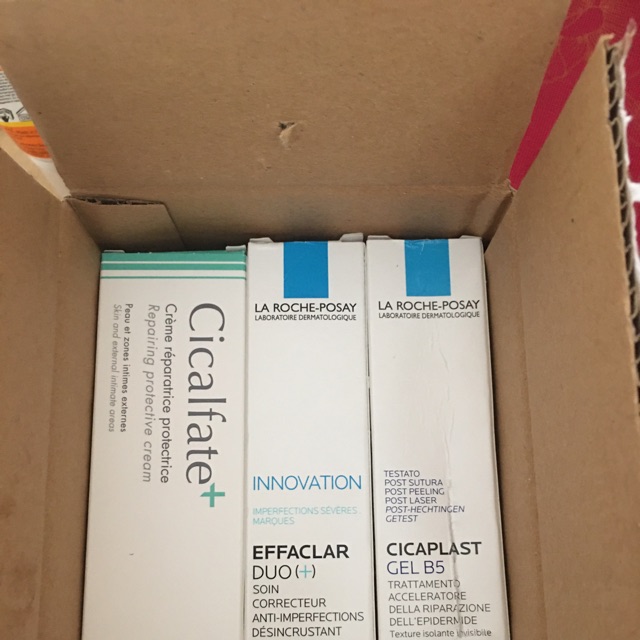 Cicalfate+
Crème réparatrice protectrice
Repairing protective cream
Peau et zones intimes externes
Skin and external intimate areas
LA ROCHE-POSAY
LABORATOIRE DERMATOLOGIQUE
INNOVATION
IMPERFECTIONS SÉVÈRES
MARQUES
EFFACLAR
DUO(+)
SOIN
CORRECTEUR
ANTI-IMPERFECTIONS
DÉSINCRUSTANT
LA ROCHE-POSAY
LABORATOIRE DERMATOLOGIQUE
TESTATO
POST SUTURA
POST PEELING
POST LASER
POST-HECHTINGEN
GETEST
CICAPLAST
GEL B5
TRATTAMENTO
ACCELERATORE
DELLA RIPARAZIONE
DELL'EPIDERMIDE
Texture isolante invisibile